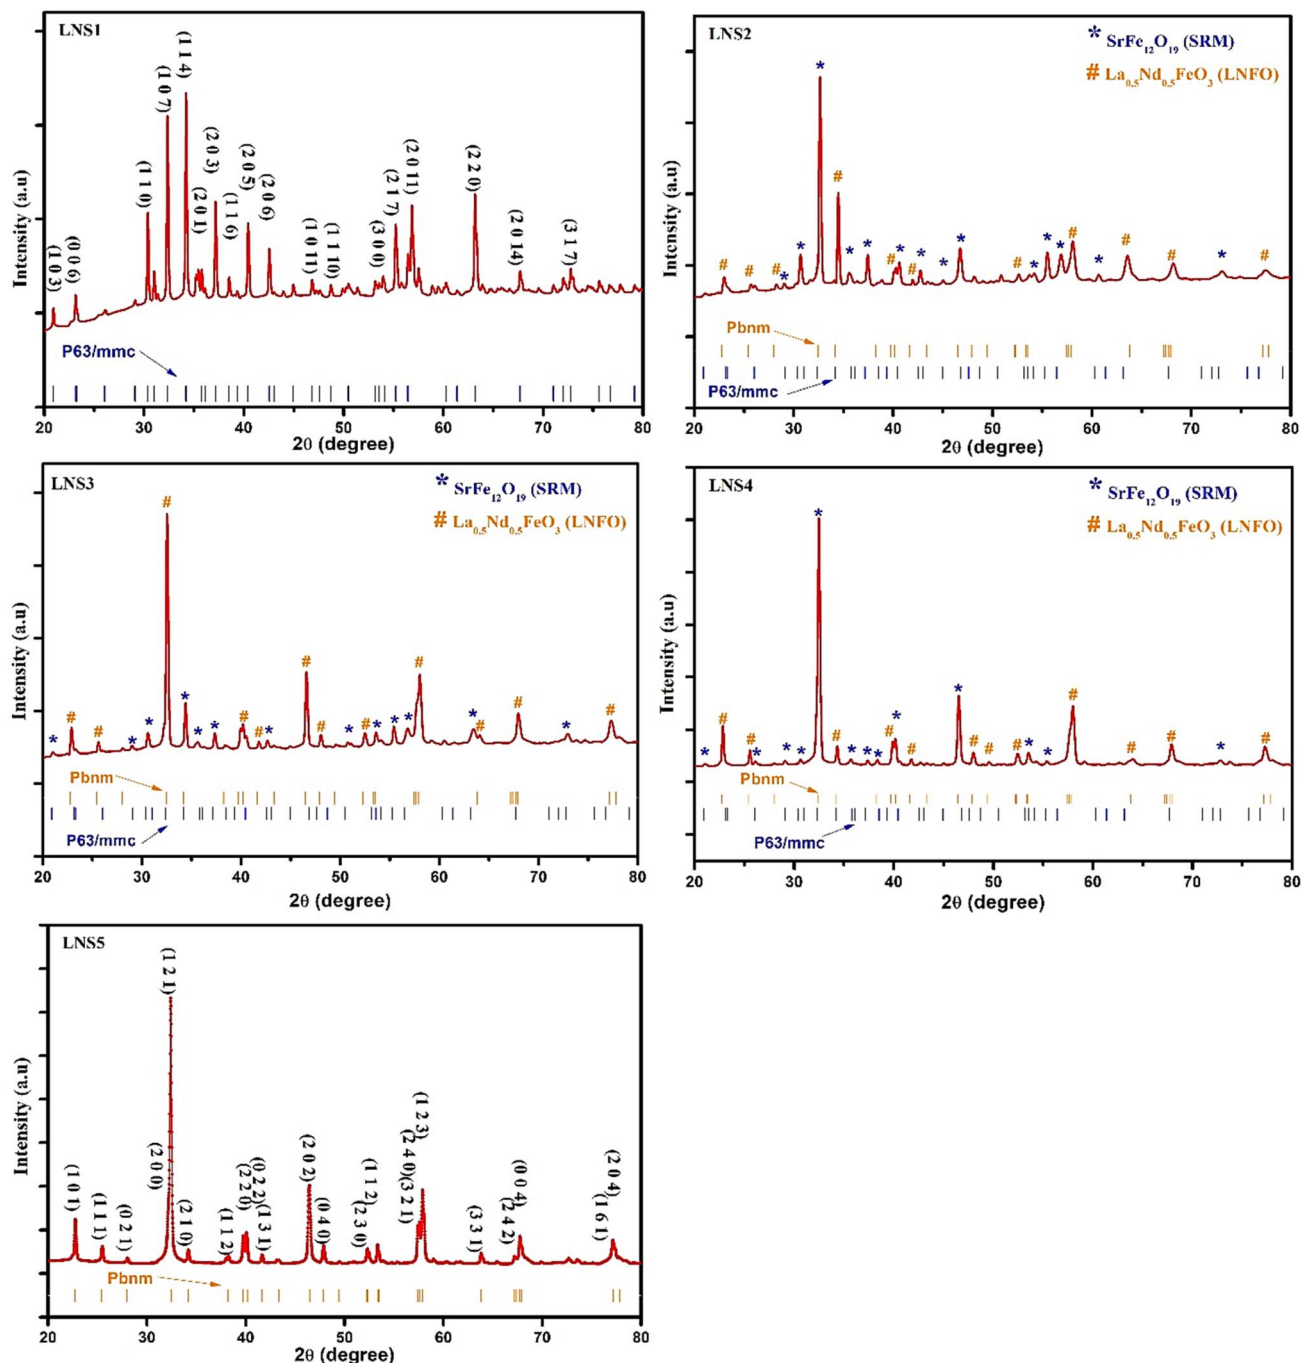 LNS1
Intensity (a.u)
(1 0 3)
(0 0 6)
(1 1 0)
(1 0 7)
(1 1 4)
(2 0 1)
(2 0 3)
(1 1 6)
(2 0 5)
(2 0 6)
(1 0 11)
(1 1 10)
(3 0 0)
(2 1 7)
(2 0 11)
(2 2 0)
(2 0 14)
(3 1 7)
P63/mmc
20 30 40 50 60 70 80
2θ (degree)
LNS2
* SrFe12O19 (SRM)
# La0.5Nd0.5FeO3 (LNFO)
Intensity (a.u)
# # # * * * # * * # * * # * * # * * # * # * # * # * #
Pbnm
P63/mmc
20 30 40 50 60 70 80
2θ (degree)
LNS3
* SrFe12O19 (SRM)
# La0.5Nd0.5FeO3 (LNFO)
Intensity (a.u)
* # # * * # * * * # # * # # * # * * * # * # # * #
Pbnm
P63/mmc
20 30 40 50 60 70 80
2θ (degree)
LNS4
* SrFe12O19 (SRM)
# La0.5Nd0.5FeO3 (LNFO)
Intensity (a.u)
* # # * * * * # * * * # * # * # # # * * # # # * #
Pbnm
P63/mmc
20 30 40 50 60 70 80
2θ (degree)
LNS5
Intensity (a.u)
(1 0 1)
(1 1 1)
(0 2 1)
(2 0 0)
(1 2 1)
(2 1 0)
(1 1 2)
(2 2 0)
(0 2 2)
(1 3 1)
(2 0 2)
(0 4 0)
(2 3 0)
(1 1 2)
(2 4 0)
(3 2 1)
(1 2 3)
(3 3 1)
(2 4 2)
(0 0 4)
(1 6 1)
(2 0 4)
Pbnm
20 30 40 50 60 70 80
2θ (degree)